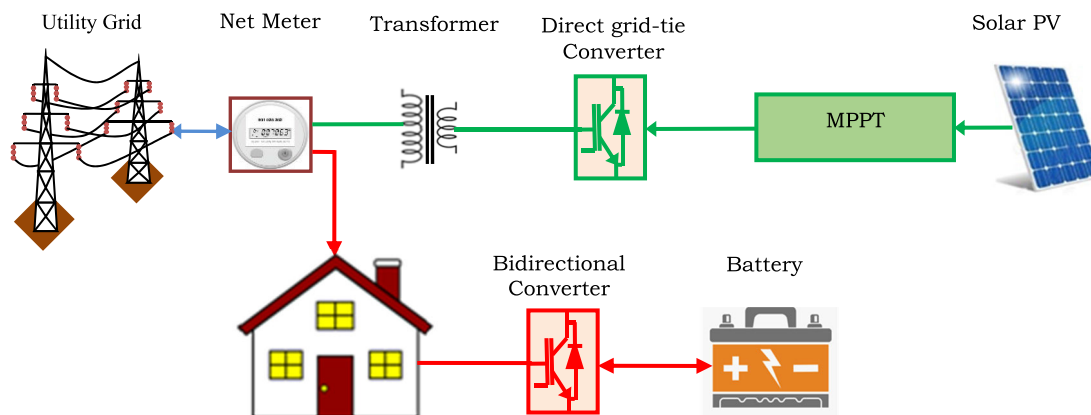 Utility Grid
Net Meter
Transformer
Direct grid-tie
Converter
Solar PV
MPPT
Bidirectional
Converter
Battery